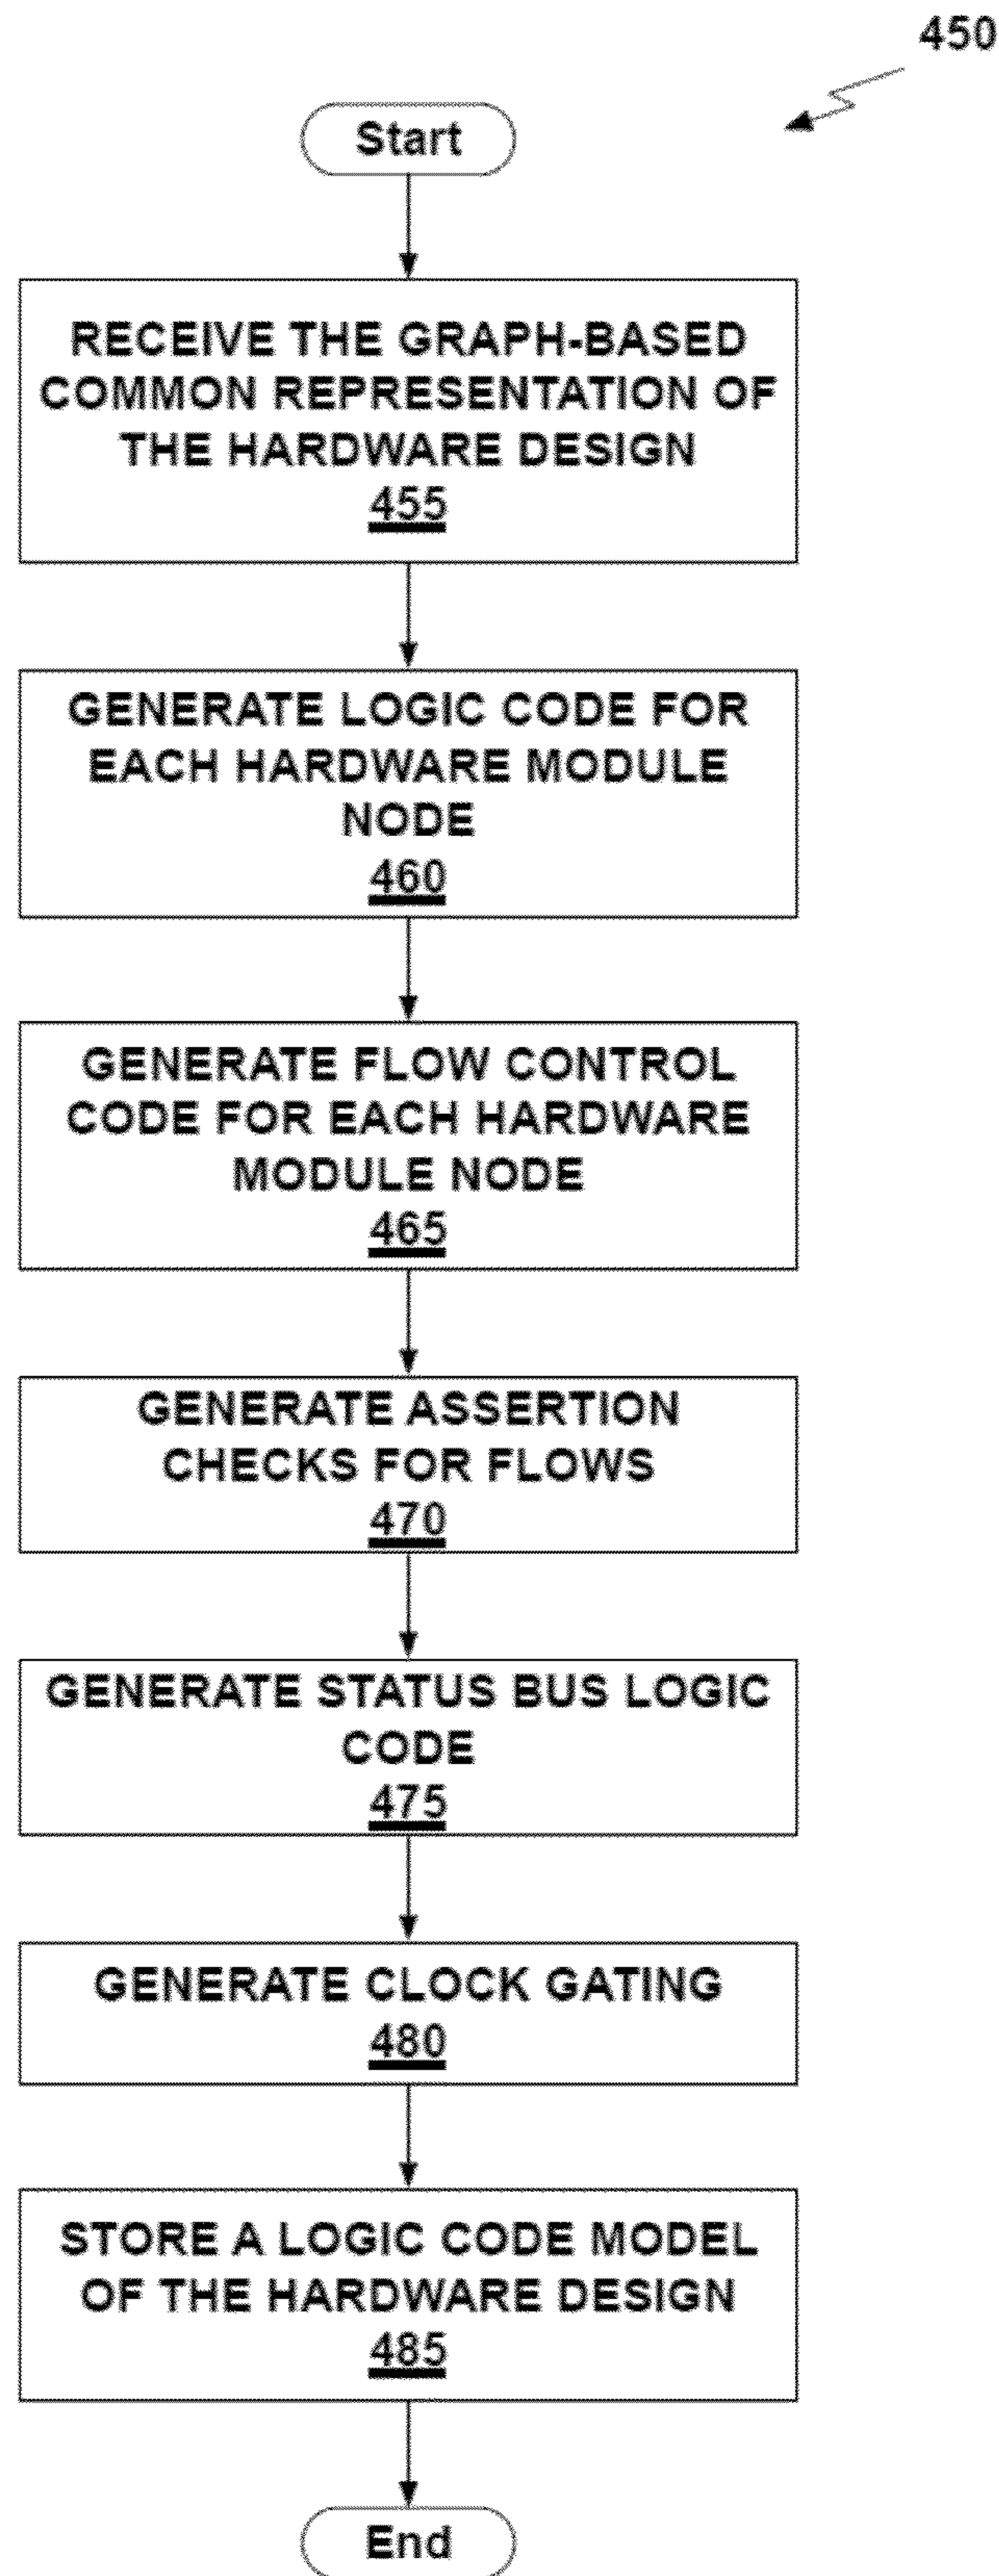 450
Start
RECEIVE THE GRAPH-BASED
COMMON REPRESENTATION OF
THE HARDWARE DESIGN
455
GENERATE LOGIC CODE FOR
EACH HARDWARE MODULE
NODE
460
GENERATE FLOW CONTROL
CODE FOR EACH HARDWARE
MODULE NODE
465
GENERATE ASSERTION
CHECKS FOR FLOWS
470
GENERATE STATUS BUS LOGIC
CODE
475
GENERATE CLOCK GATING
480
STORE A LOGIC CODE MODEL
OF THE HARDWARE DESIGN
485
End